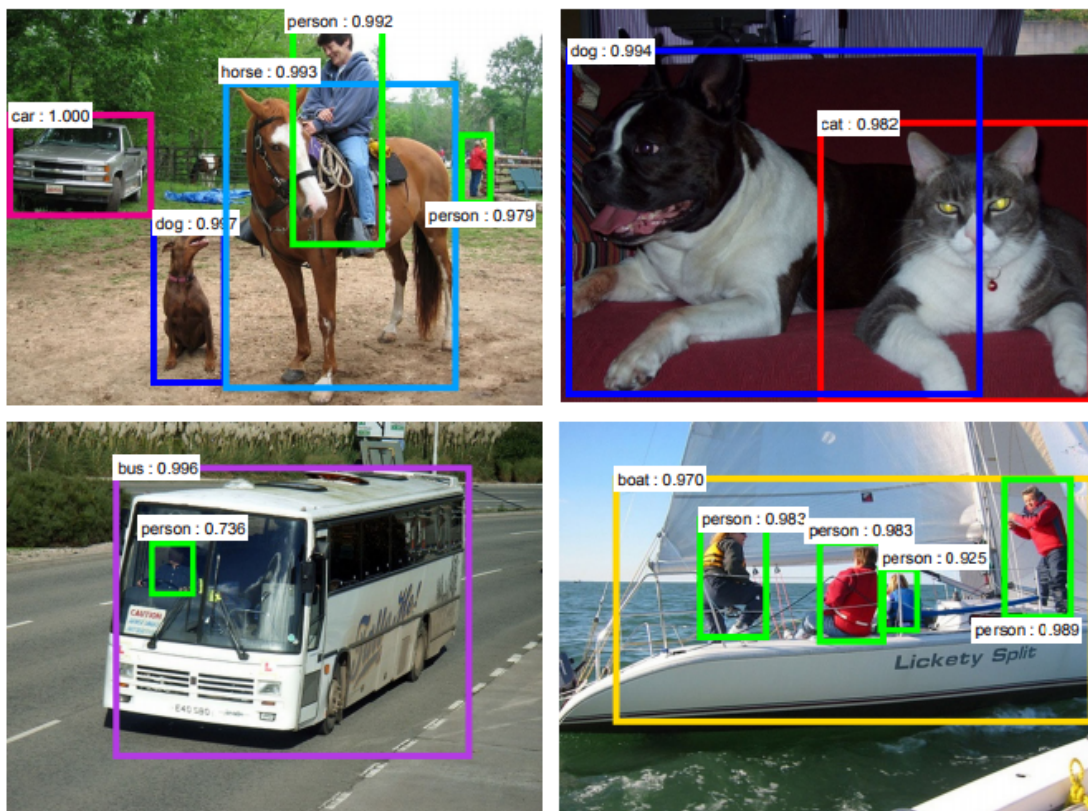 person : 0.992
horse : 0.993
car : 1.000
person : 0.979
dog : 0.997
dog : 0.994
cat : 0.982
bus : 0.996
person : 0.736
CAUTION
E40 SBO
boat : 0.970
person : 0.983
person : 0.983
person : 0.925
person : 0.989
Lickety Split